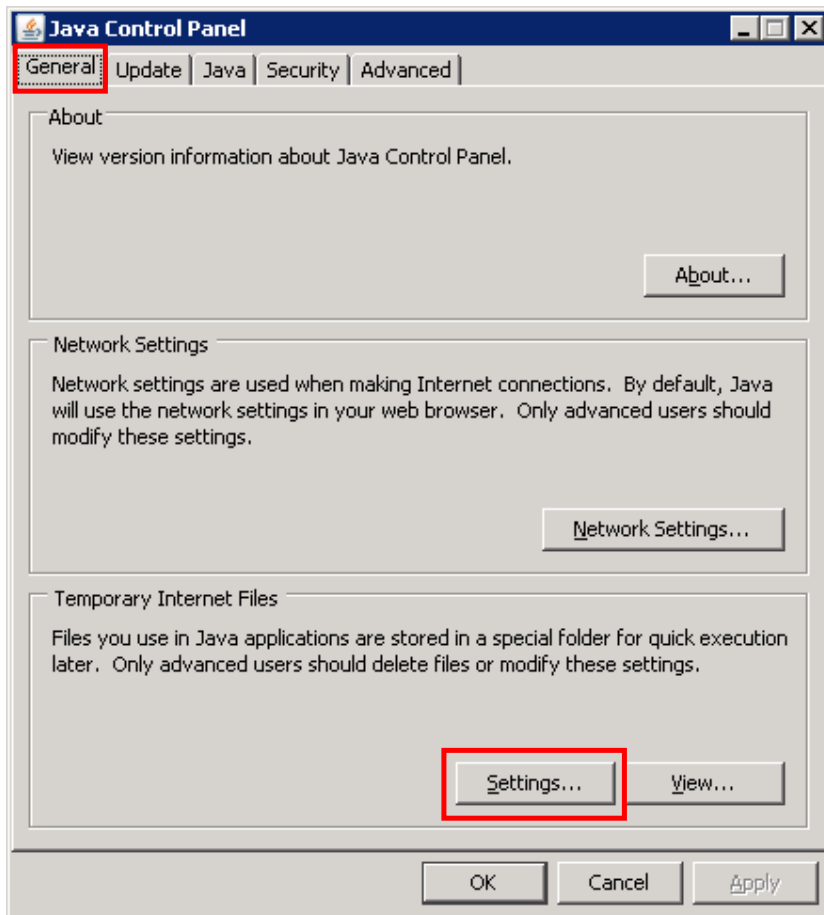 Java Control Panel
General Update Java Security Advanced
About
View version information about Java Control Panel.
About...
Network Settings
Network settings are used when making Internet connections.  By default, Java
will use the network settings in your web browser.  Only advanced users should
modify these settings.
Network Settings...
Temporary Internet Files
Files you use in Java applications are stored in a special folder for quick execution
later.  Only advanced users should delete files or modify these settings.
Settings... View...
OK Cancel Apply